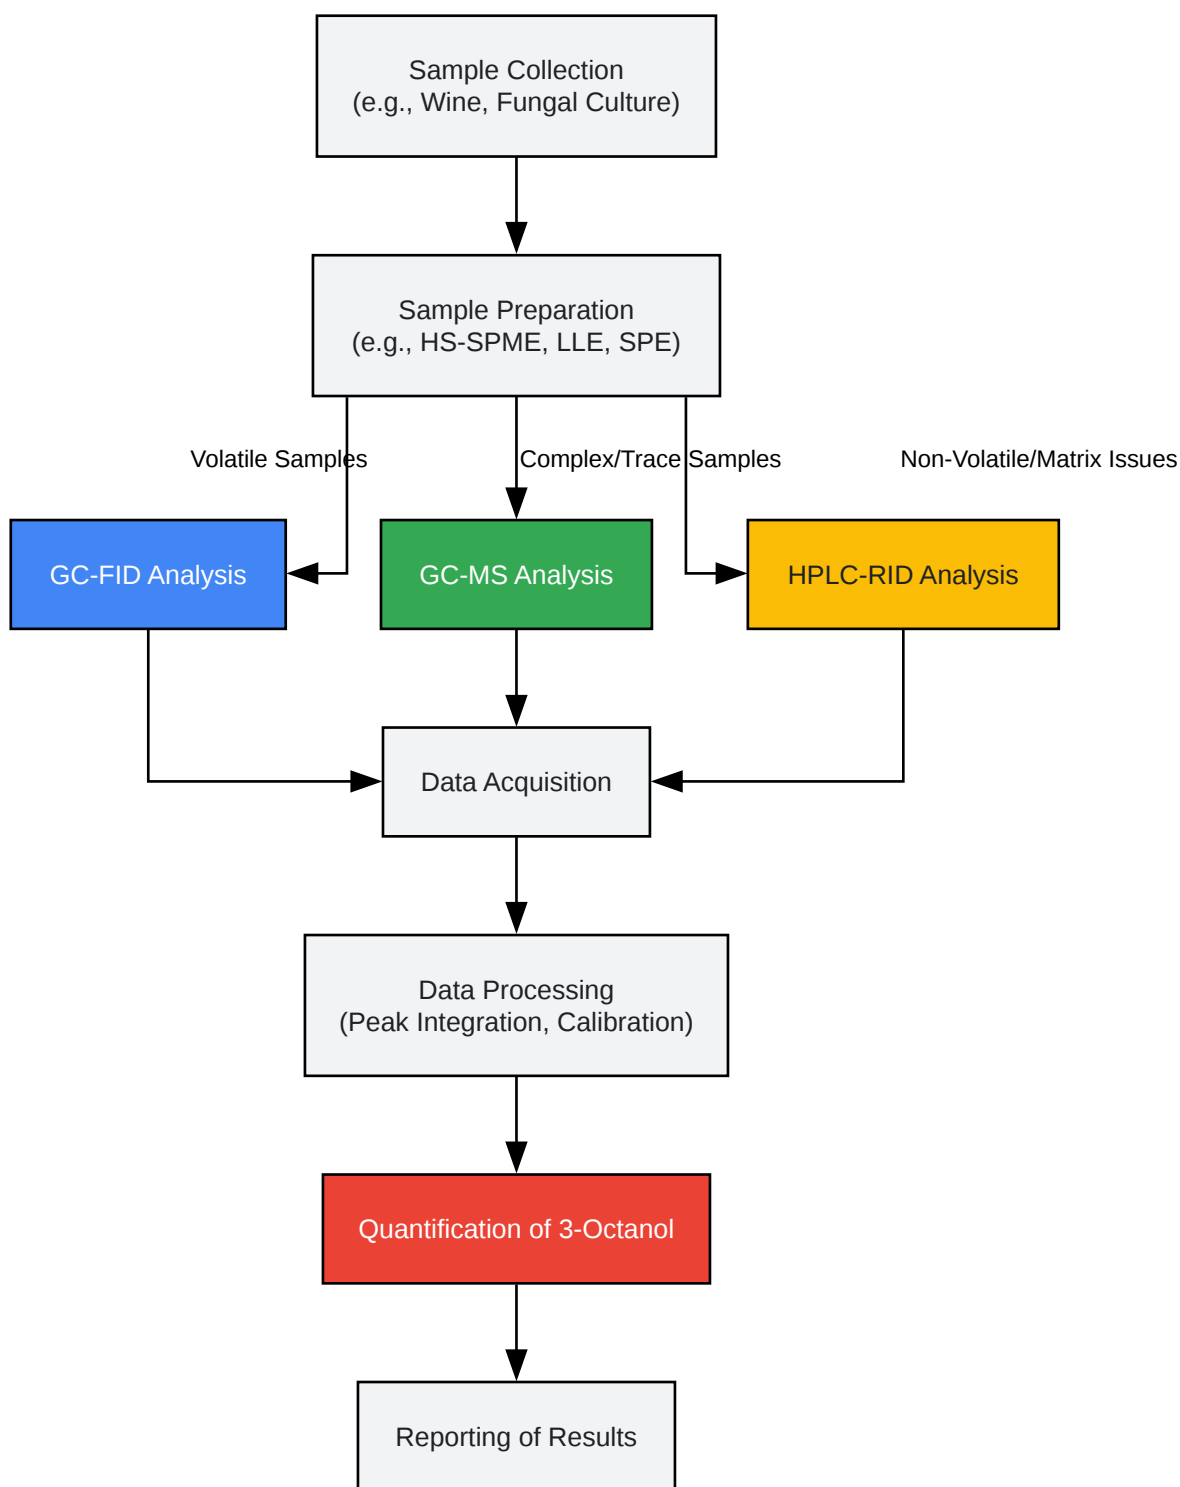 Sample Collection
(e.g., Wine, Fungal Culture)
Sample Preparation
(e.g., HS-SPME, LLE, SPE)
Volatile Samples
Complex/Trace Samples
Non-Volatile/Matrix Issues
GC-FID Analysis
GC-MS Analysis
HPLC-RID Analysis
Data Acquisition
Data Processing
(Peak Integration, Calibration)
Quantification of 3-Octanol
Reporting of Results